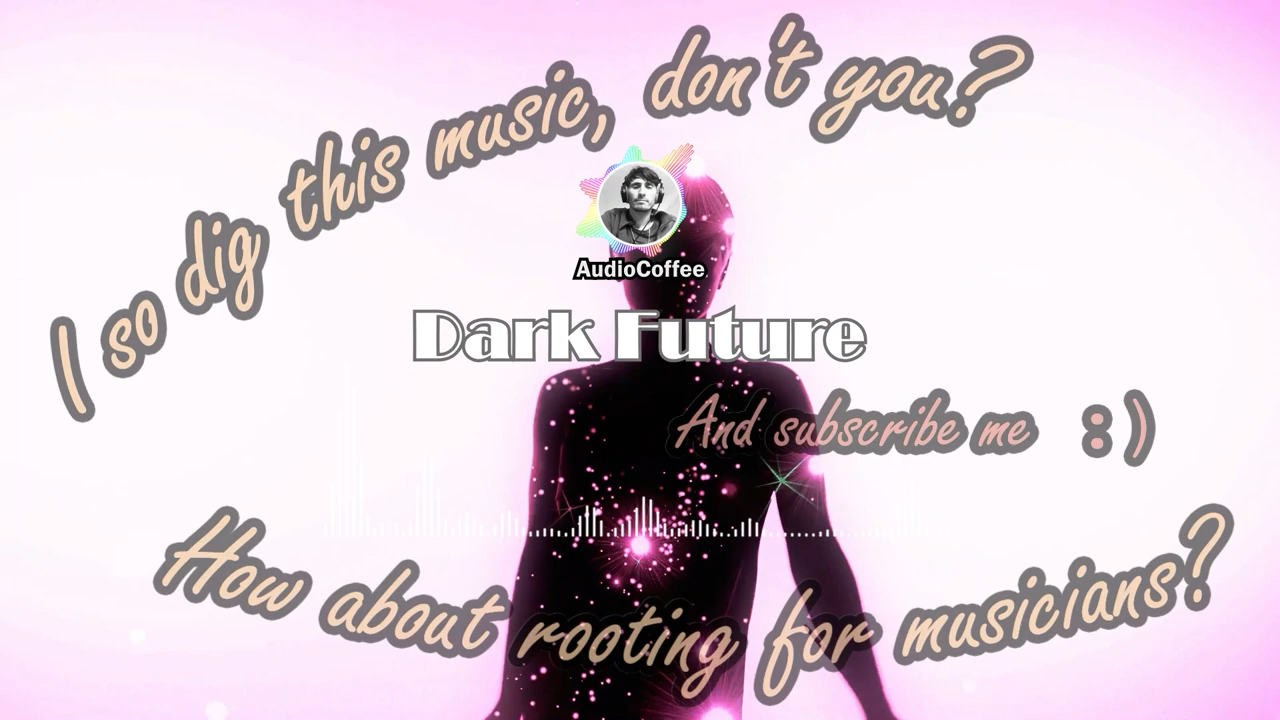 I so dig this music, don't you?
AudioCoffee
Dark Future
And subscribe me :)
How about rooting for musicians?